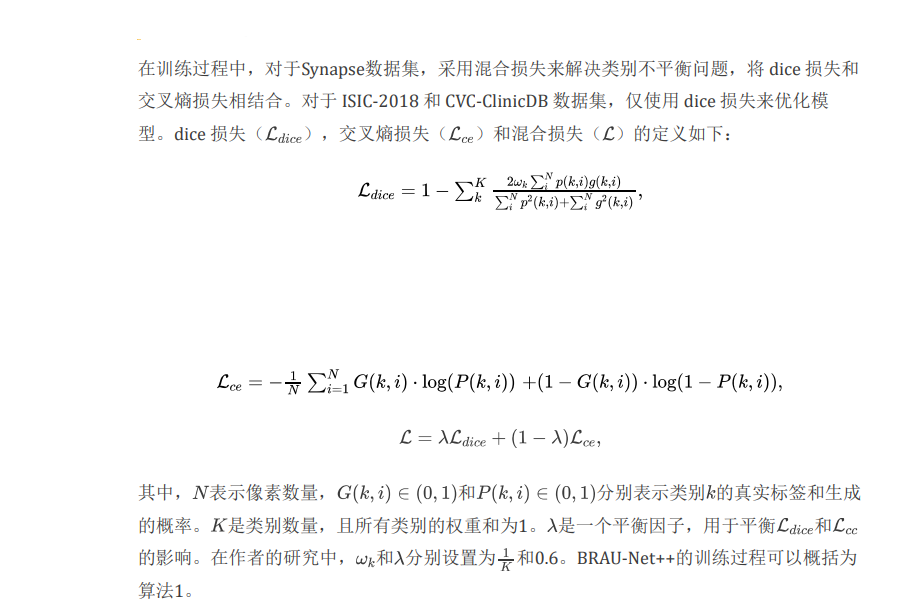 在训练过程中，对于Synapse数据集，采用混合损失来解决类别不平衡问题，将 dice 损失和
交叉熵损失相结合。对于 ISIC-2018 和 CVC-ClinicDB 数据集，仅使用 dice 损失来优化模
型。dice 损失（$\mathcal{L}_{dice}$），交叉熵损失（$\mathcal{L}_{ce}$）和混合损失（$\mathcal{L}$）的定义如下：
$\mathcal{L}_{dice} = 1 - \sum_{k}^{K} \frac{2\omega_k \sum_{i}^{N} p(k,i)g(k,i)}{\sum_{i}^{N} p^2(k,i) + \sum_{i}^{N} g^2(k,i)},$
$\mathcal{L}_{ce} = -\frac{1}{N} \sum_{i=1}^{N} G(k,i) \cdot \log(P(k,i)) + (1 - G(k,i)) \cdot \log(1 - P(k,i)),$
$\mathcal{L} = \lambda \mathcal{L}_{dice} + (1 - \lambda) \mathcal{L}_{ce},$
其中，$N$表示像素数量，$G(k,i) \in (0,1)$和$P(k,i) \in (0,1)$分别表示类别$k$的真实标签和生成
的概率。$K$是类别数量，且所有类别的权重和为1。$\lambda$是一个平衡因子，用于平衡$\mathcal{L}_{dice}$和$\mathcal{L}_{cc}$
的影响。在作者的研究中，$\omega_k$和$\lambda$分别设置为$\frac{1}{K}$和0.6。BRAU-Net++的训练过程可以概括为
算法1。